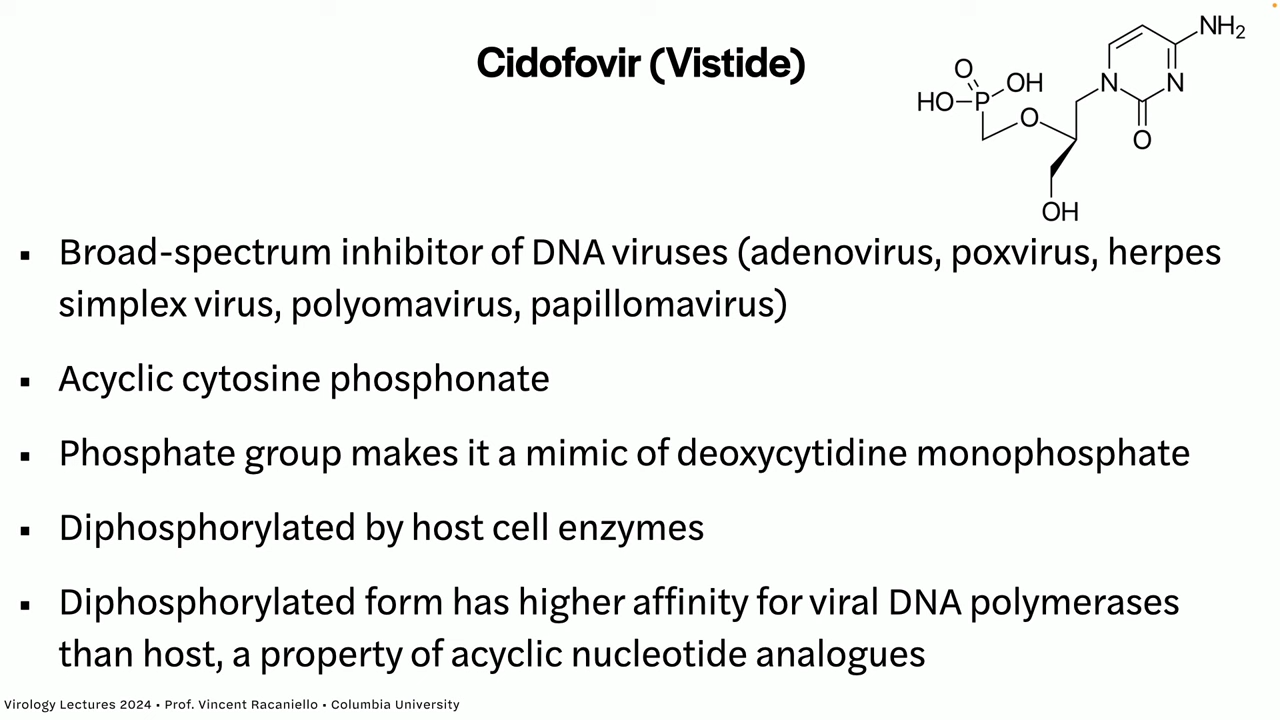 Cidofovir (Vistide)
NH2
N
N
O
O
OH
HO
P
O
OH
▪ Broad-spectrum inhibitor of DNA viruses (adenovirus, poxvirus, herpes
simplex virus, polyomavirus, papillomavirus)
▪ Acyclic cytosine phosphonate
▪ Phosphate group makes it a mimic of deoxycytidine monophosphate
▪ Diphosphorylated by host cell enzymes
▪ Diphosphorylated form has higher affinity for viral DNA polymerases
than host, a property of acyclic nucleotide analogues
Virology Lectures 2024 • Prof. Vincent Racaniello • Columbia University